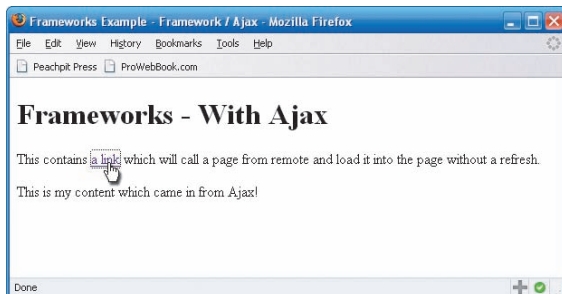 Frameworks Example - Framework / Ajax - Mozilla Firefox
File Edit View History Bookmarks Tools Help
Peachpit Press ProWebBook.com
Frameworks - With Ajax
This contains a link which will call a page from remote and load it into the page without a refresh.
This is my content which came in from Ajax!
Done